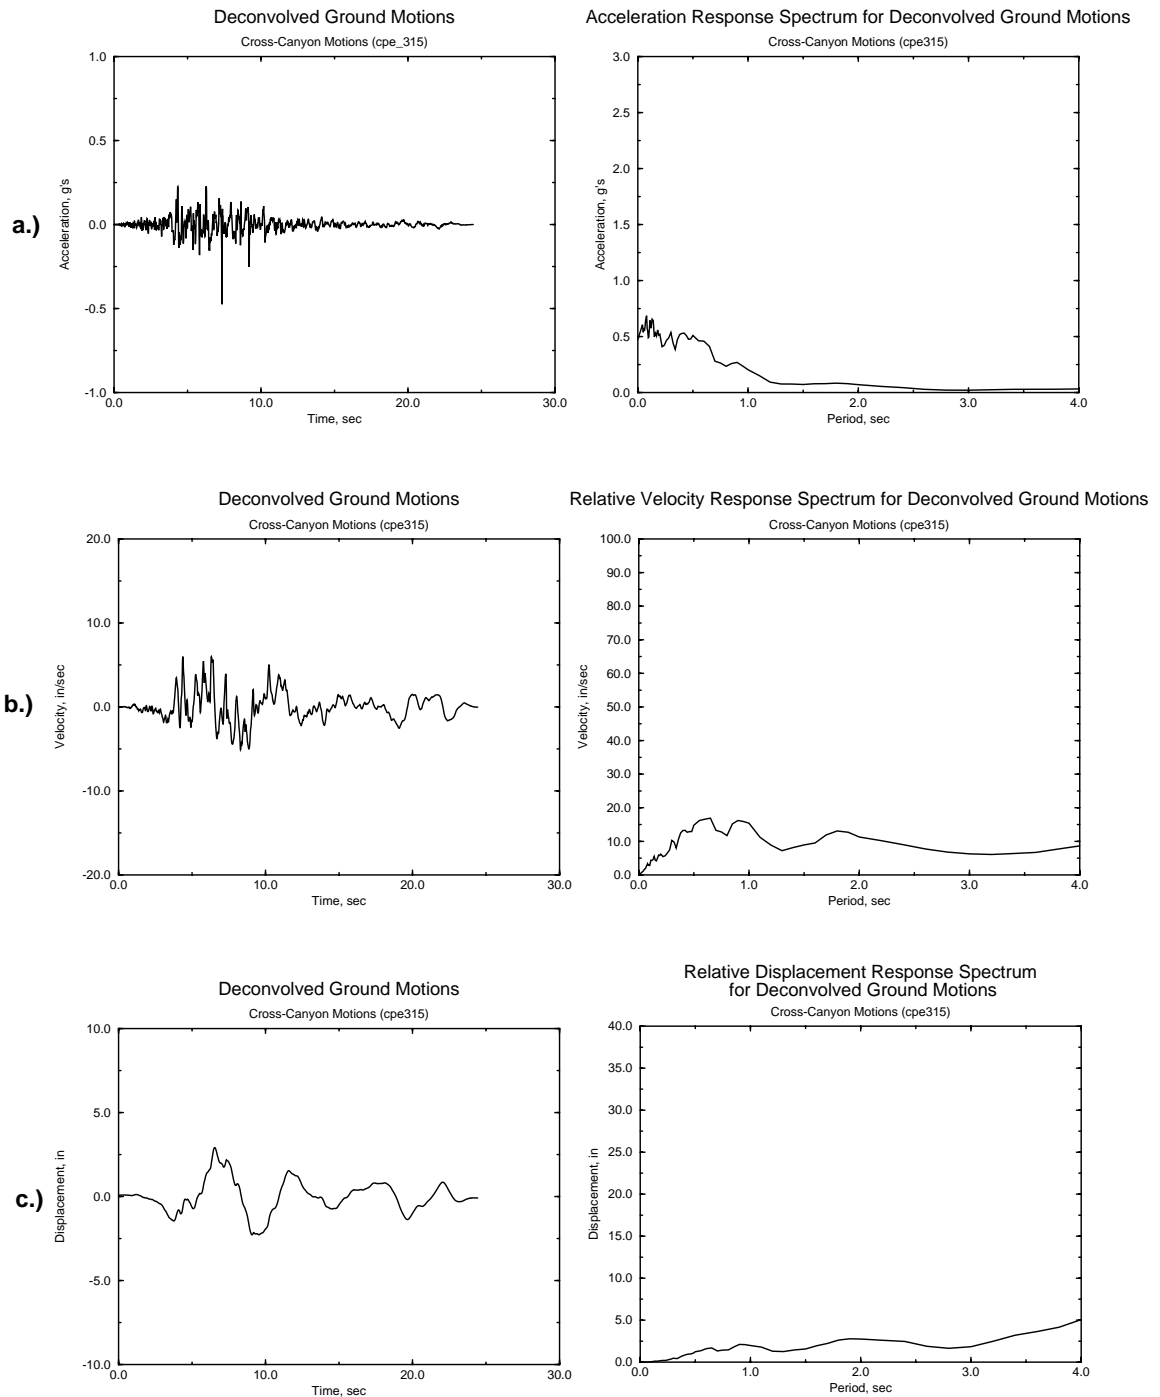 Deconvolved Ground Motions
Cross-Canyon Motions (cpe_315)
1.0
0.5
0.0
-0.5
-1.0
Acceleration, g's
0.0 10.0 20.0 30.0
Time, sec
a.)
Acceleration Response Spectrum for Deconvolved Ground Motions
Cross-Canyon Motions (cpe315)
3.0
2.5
2.0
1.5
1.0
0.5
0.0
Acceleration, g's
0.0 1.0 2.0 3.0 4.0
Period, sec
Deconvolved Ground Motions
Cross-Canyon Motions (cpe315)
20.0
10.0
0.0
-10.0
-20.0
Velocity, in/sec
0.0 10.0 20.0 30.0
Time, sec
b.)
Relative Velocity Response Spectrum for Deconvolved Ground Motions
Cross-Canyon Motions (cpe315)
100.0
90.0
80.0
70.0
60.0
50.0
40.0
30.0
20.0
10.0
0.0
Velocity, in/sec
0.0 1.0 2.0 3.0 4.0
Period, sec
Deconvolved Ground Motions
Cross-Canyon Motions (cpe315)
10.0
5.0
0.0
-5.0
-10.0
Displacement, in
0.0 10.0 20.0 30.0
Time, sec
c.)
Relative Displacement Response Spectrum
for Deconvolved Ground Motions
Cross-Canyon Motions (cpe315)
40.0
35.0
30.0
25.0
20.0
15.0
10.0
5.0
0.0
Displacement, in
0.0 1.0 2.0 3.0 4.0
Period, sec